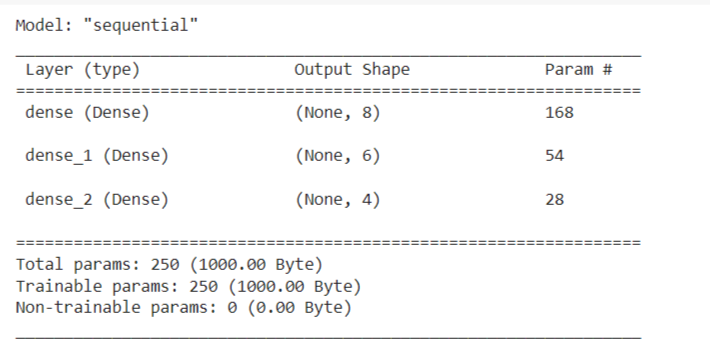 Model: "sequential"
_________________________________________________________________
Layer (type) Output Shape Param #
=================================================================
dense (Dense) (None, 8) 168
dense_1 (Dense) (None, 6) 54
dense_2 (Dense) (None, 4) 28
=================================================================
Total params: 250 (1000.00 Byte)
Trainable params: 250 (1000.00 Byte)
Non-trainable params: 0 (0.00 Byte)
_________________________________________________________________